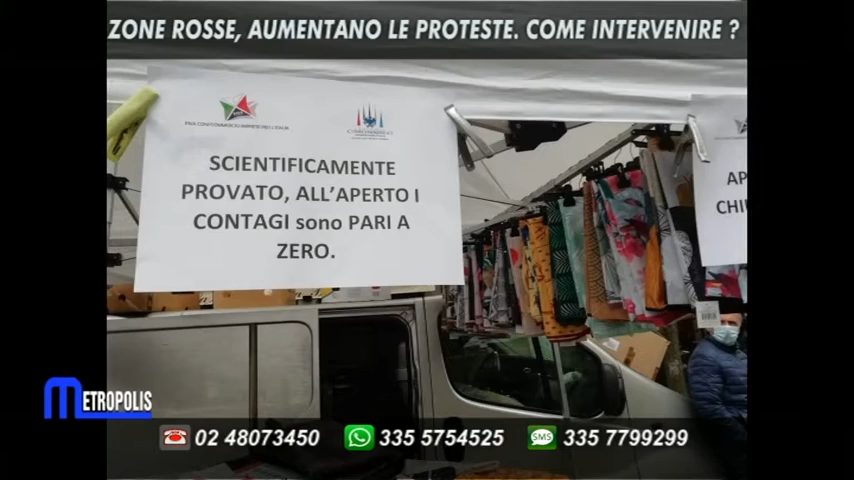 ZONE ROSSE, AUMENTANO LE PROTESTE. COME INTERVENIRE ?
SCIENTIFICAMENTE
PROVATO, ALL'APERTO I
CONTAGI sono PARI A
ZERO.
AP
CHI
METROPOLIS
02 48073450
335 5754525
SMS
335 7799299